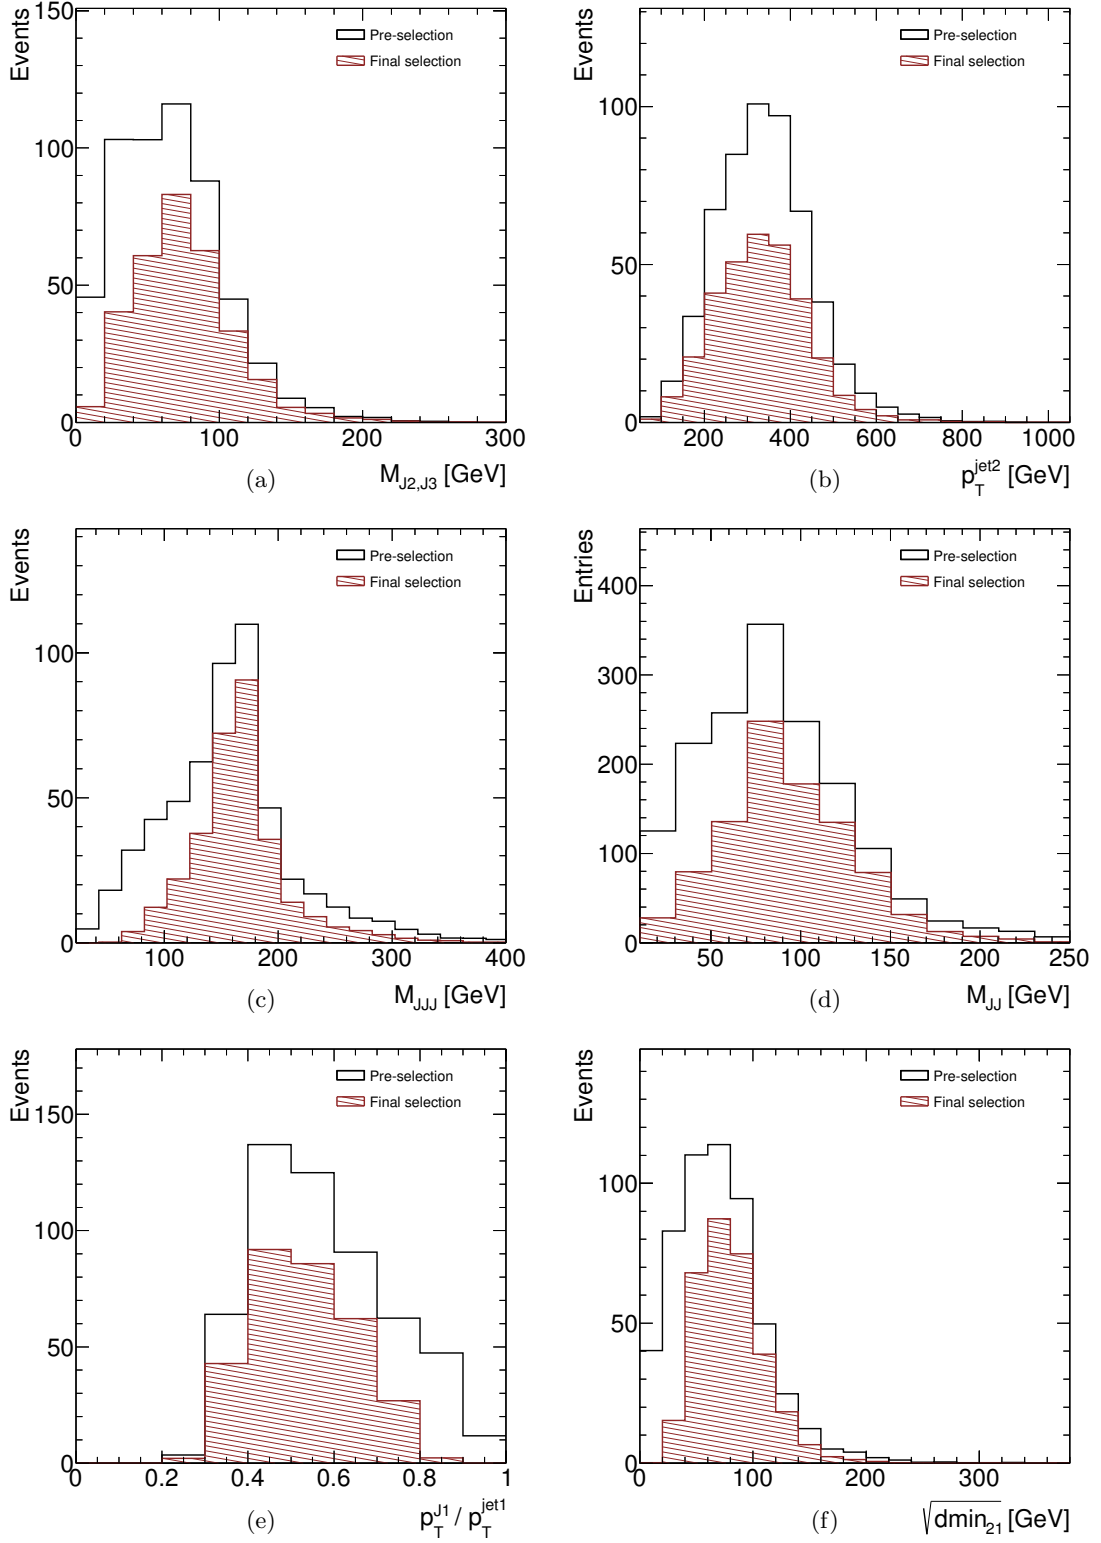 Events
Pre-selection
Final selection
150
100
50
0
0 100 200 300
M_{J2,J3} [GeV]
(a)
Events
Pre-selection
Final selection
100
50
0
200 400 600 800 1000
p_T^{jet2} [GeV]
(b)
Events
Pre-selection
Final selection
100
50
0
100 200 300 400
M_{JJJ} [GeV]
(c)
Entries
Pre-selection
Final selection
400
300
200
100
0
50 100 150 200 250
M_{JJ} [GeV]
(d)
Events
Pre-selection
Final selection
150
100
50
0
0 0.2 0.4 0.6 0.8 1
p_T^{J1} / p_T^{jet1}
(e)
Events
Pre-selection
Final selection
100
50
0
0 100 200 300
√dmin_{21} [GeV]
(f)